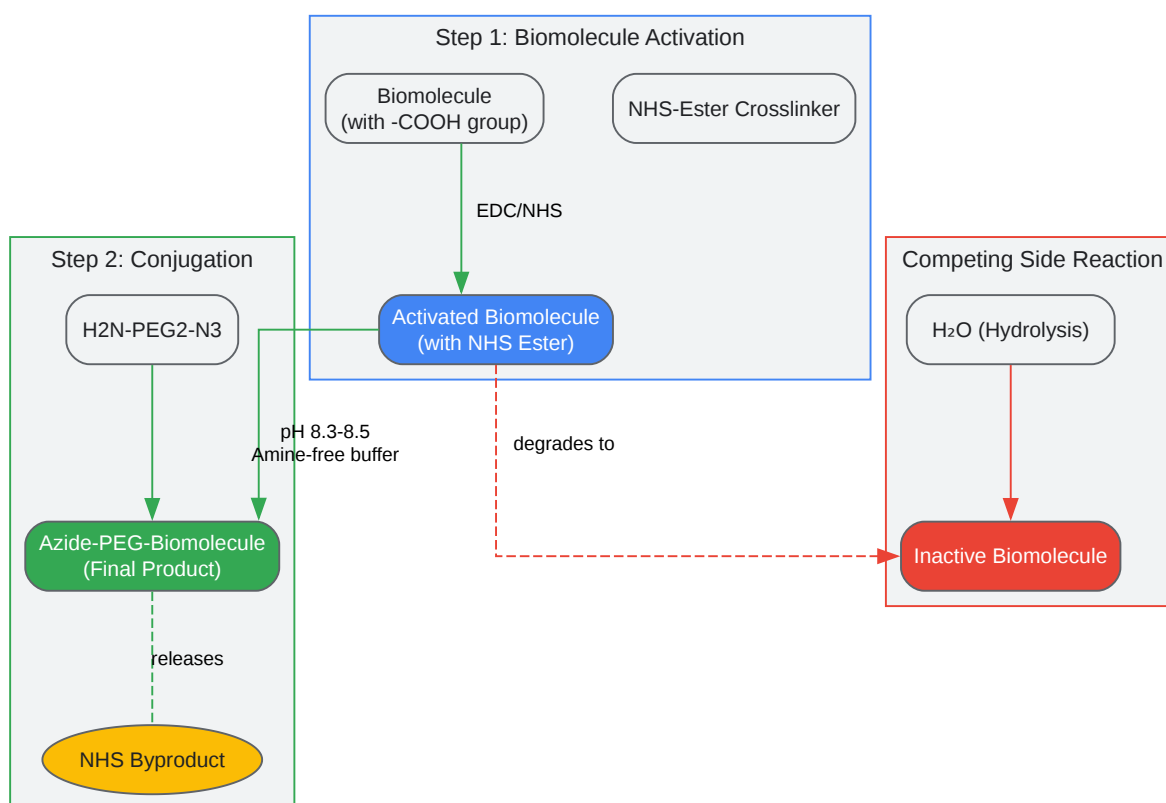 Step 1: Biomolecule Activation
Biomolecule
(with -COOH group)
NHS-Ester Crosslinker
EDC/NHS
Activated Biomolecule
(with NHS Ester)
Step 2: Conjugation
H2N-PEG2-N3
pH 8.3-8.5
Amine-free buffer
Azide-PEG-Biomolecule
(Final Product)
releases
NHS Byproduct
degrades to
Competing Side Reaction
H₂O (Hydrolysis)
Inactive Biomolecule